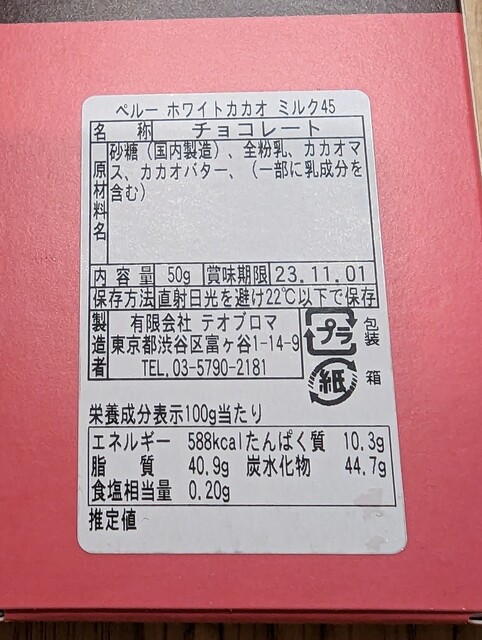 ペルー ホワイトカカオ ミルク45
名 称 チョコレート
原材料名 砂糖(国内製造)、全粉乳、カカオマ
ス、カカオバター、(一部に乳成分を
含む)
内容量 50g 賞味期限 23.11.01
保存方法 直射日光を避け22℃以下で保存
製造者 有限会社 テオブロマ
東京都渋谷区富ヶ谷1-14-9
TEL.03-5790-2181
プラ 包装
紙 箱
栄養成分表示100g当たり
エネルギー 588kcal たんぱく質 10.3g
脂 質 40.9g 炭水化物 44.7g
食塩相当量 0.20g
推定値